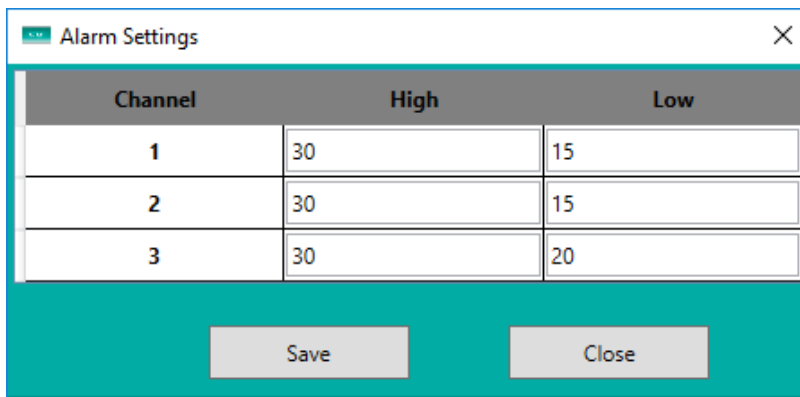 Alarm Settings
Channel High Low
1 30 15
2 30 15
3 30 20
Save Close